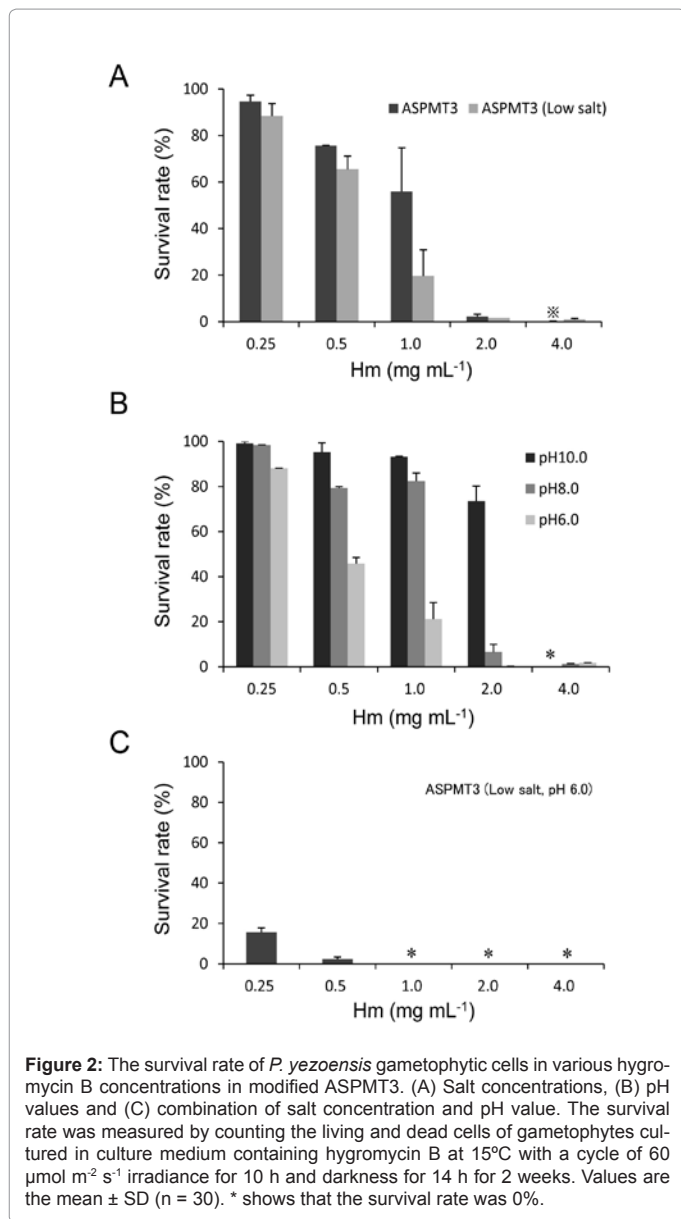 A
100
80
60
40
20
0
Survival rate (%)
ASPMT3 ASPMT3 (Low salt)
※
0.25 0.5 1.0 2.0 4.0
Hm (mg mL-1)
B
100
80
60
40
20
0
Survival rate (%)
pH10.0
pH8.0
pH6.0
*
0.25 0.5 1.0 2.0 4.0
Hm (mg mL-1)
C
100
80
60
40
20
0
Survival rate (%)
ASPMT3 (Low salt, pH 6.0)
* * *
0.25 0.5 1.0 2.0 4.0
Hm (mg mL-1)
Figure 2: The survival rate of P. yezoensis gametophytic cells in various hygro-
mycin B concentrations in modified ASPMT3. (A) Salt concentrations, (B) pH
values and (C) combination of salt concentration and pH value. The survival
rate was measured by counting the living and dead cells of gametophytes cul-
tured in culture medium containing hygromycin B at 15ºC with a cycle of 60
µmol m-2 s-1 irradiance for 10 h and darkness for 14 h for 2 weeks. Values are
the mean ± SD (n = 30). * shows that the survival rate was 0%.